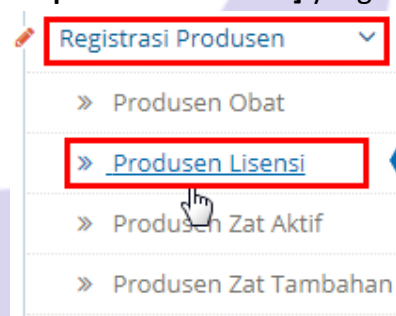 Registrasi Produsen
» Produsen Obat
» Produsen Lisensi
» Produsen Zat Aktif
» Produsen Zat Tambahan